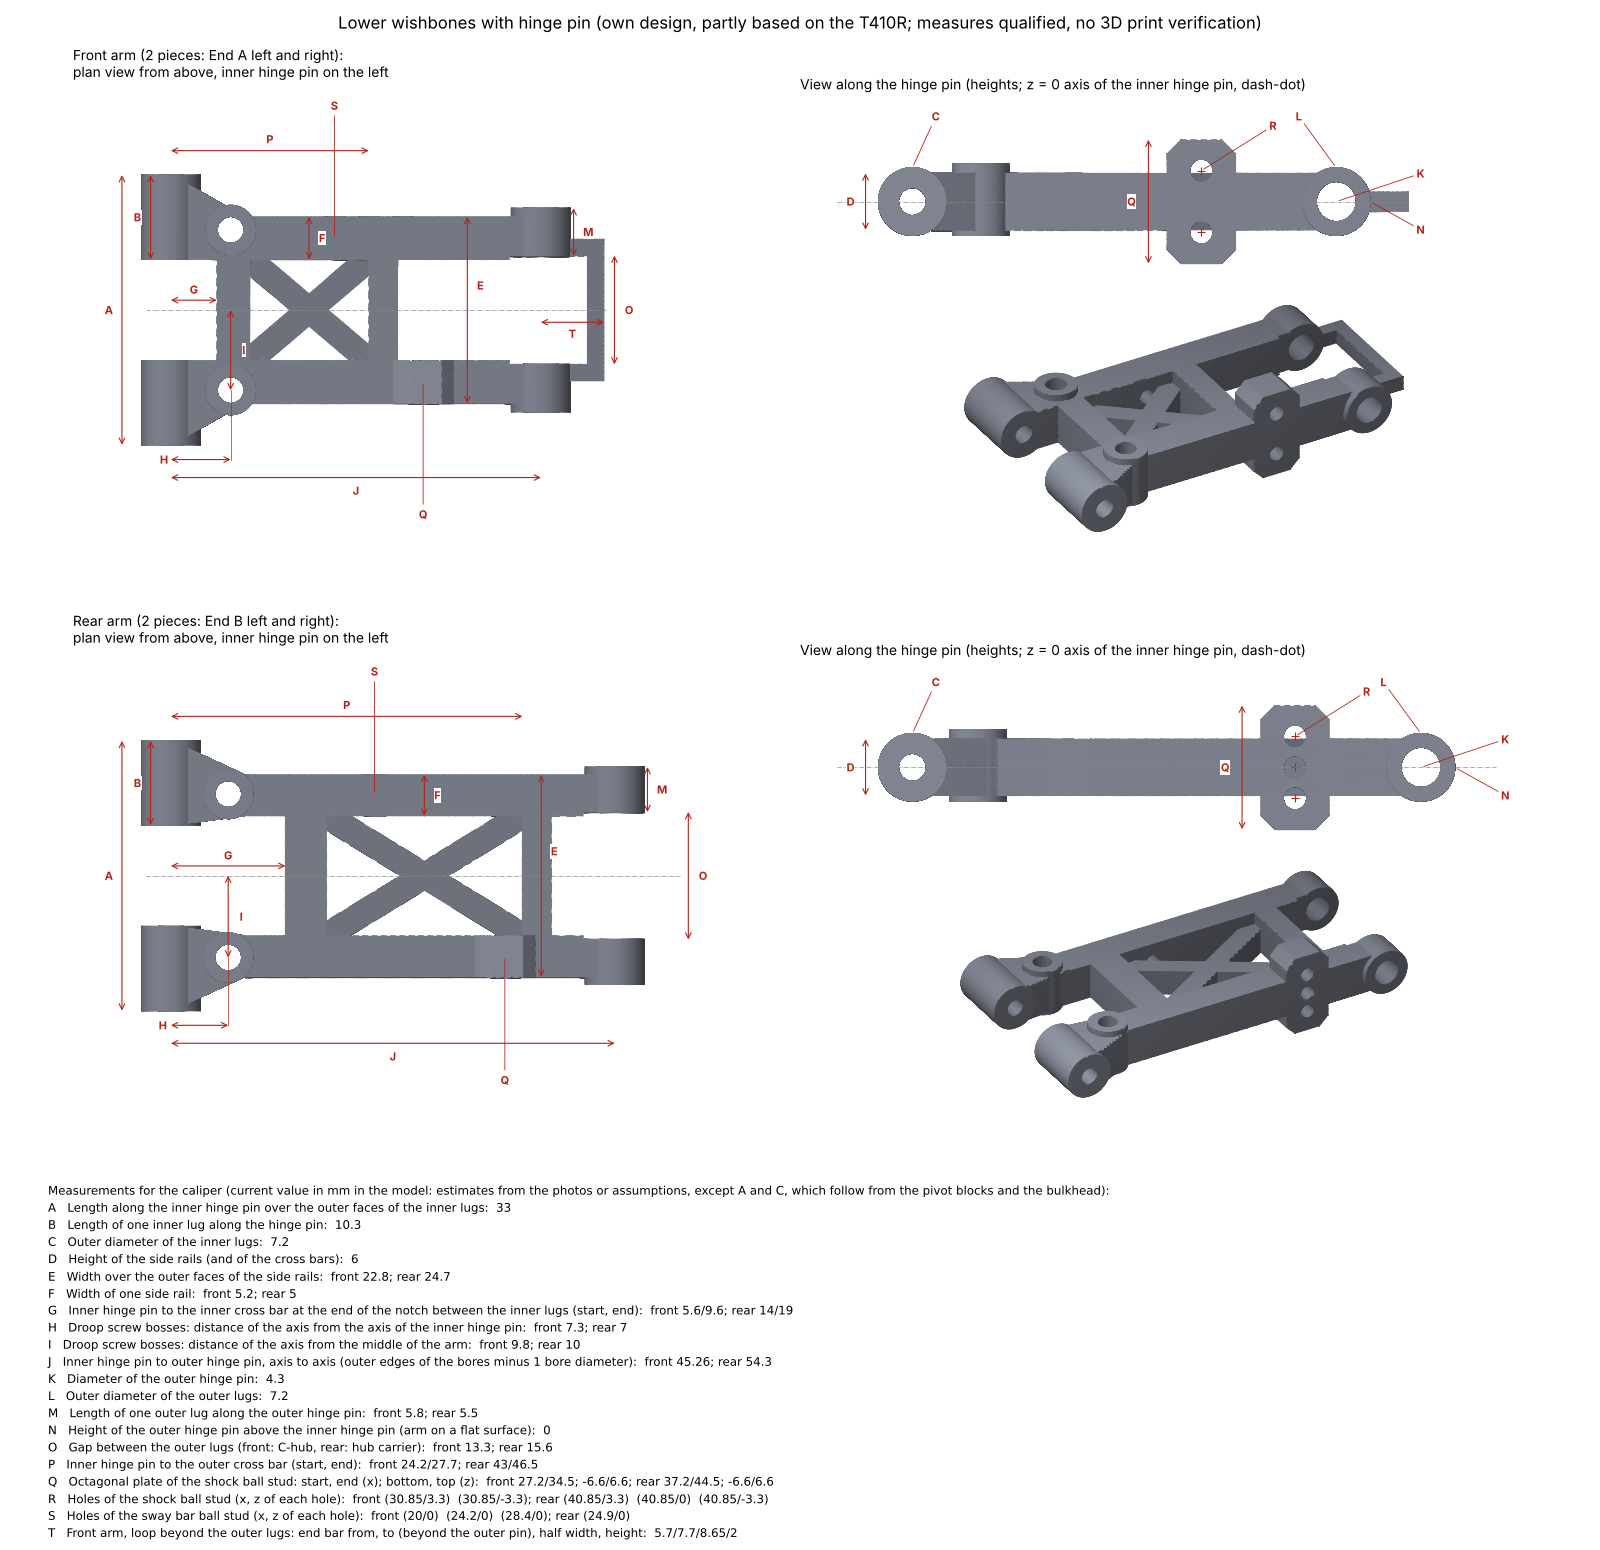 Lower wishbones with hinge pin (own design, partly based on the T410R; measures qualified, no 3D print verification)
Front arm (2 pieces: End A left and right):
plan view from above, inner hinge pin on the left
View along the hinge pin (heights; z = 0 axis of the inner hinge pin, dash-dot)
S
P
B
F
M
G
E
A
O
T
I
H
J
Q
C
L
R
K
D
Q
N
Rear arm (2 pieces: End B left and right):
plan view from above, inner hinge pin on the left
View along the hinge pin (heights; z = 0 axis of the inner hinge pin, dash-dot)
S
P
B
F
M
G
E
A
O
I
H
J
Q
C
L
R
K
D
Q
N
Measurements for the caliper (current value in mm in the model: estimates from the photos or assumptions, except A and C, which follow from the pivot blocks and the bulkhead):
A Length along the inner hinge pin over the outer faces of the inner lugs: 33
B Length of one inner lug along the hinge pin: 10.3
C Outer diameter of the inner lugs: 7.2
D Height of the side rails (and of the cross bars): 6
E Width over the outer faces of the side rails: front 22.8; rear 24.7
F Width of one side rail: front 5.2; rear 5
G Inner hinge pin to the inner cross bar at the end of the notch between the inner lugs (start, end): front 5.6/9.6; rear 14/19
H Droop screw bosses: distance of the axis from the axis of the inner hinge pin: front 7.3; rear 7
I Droop screw bosses: distance of the axis from the middle of the arm: front 9.8; rear 10
J Inner hinge pin to outer hinge pin, axis to axis (outer edges of the bores minus 1 bore diameter): front 45.26; rear 54.3
K Diameter of the outer hinge pin: 4.3
L Outer diameter of the outer lugs: 7.2
M Length of one outer lug along the outer hinge pin: front 5.8; rear 5.5
N Height of the outer hinge pin above the inner hinge pin (arm on a flat surface): 0
O Gap between the outer lugs (front: C-hub, rear: hub carrier): front 13.3; rear 15.6
P Inner hinge pin to the outer cross bar (start, end): front 24.2/27.7; rear 43/46.5
Q Octagonal plate of the shock ball stud: start, end (x); bottom, top (z): front 27.2/34.5; -6.6/6.6; rear 37.2/44.5; -6.6/6.6
R Holes of the shock ball stud (x, z of each hole): front (30.85/3.3) (30.85/-3.3); rear (40.85/3.3) (40.85/0) (40.85/-3.3)
S Holes of the sway bar ball stud (x, z of each hole): front (20/0) (24.2/0) (28.4/0); rear (24.9/0)
T Front arm, loop beyond the outer lugs: end bar from, to (beyond the outer pin), half width, height: 5.7/7.7/8.65/2